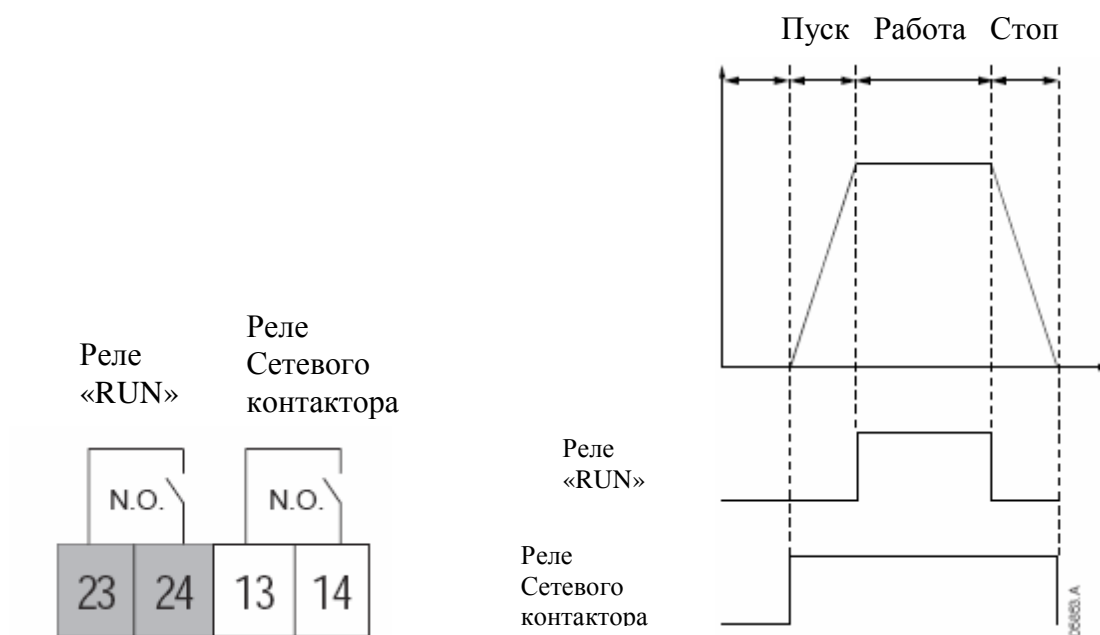 Пуск Работа Стоп
Реле
«RUN»
Реле
Сетевого
контактора
N.O.
N.O.
23 24 13 14
Реле
«RUN»
Реле
Сетевого
контактора